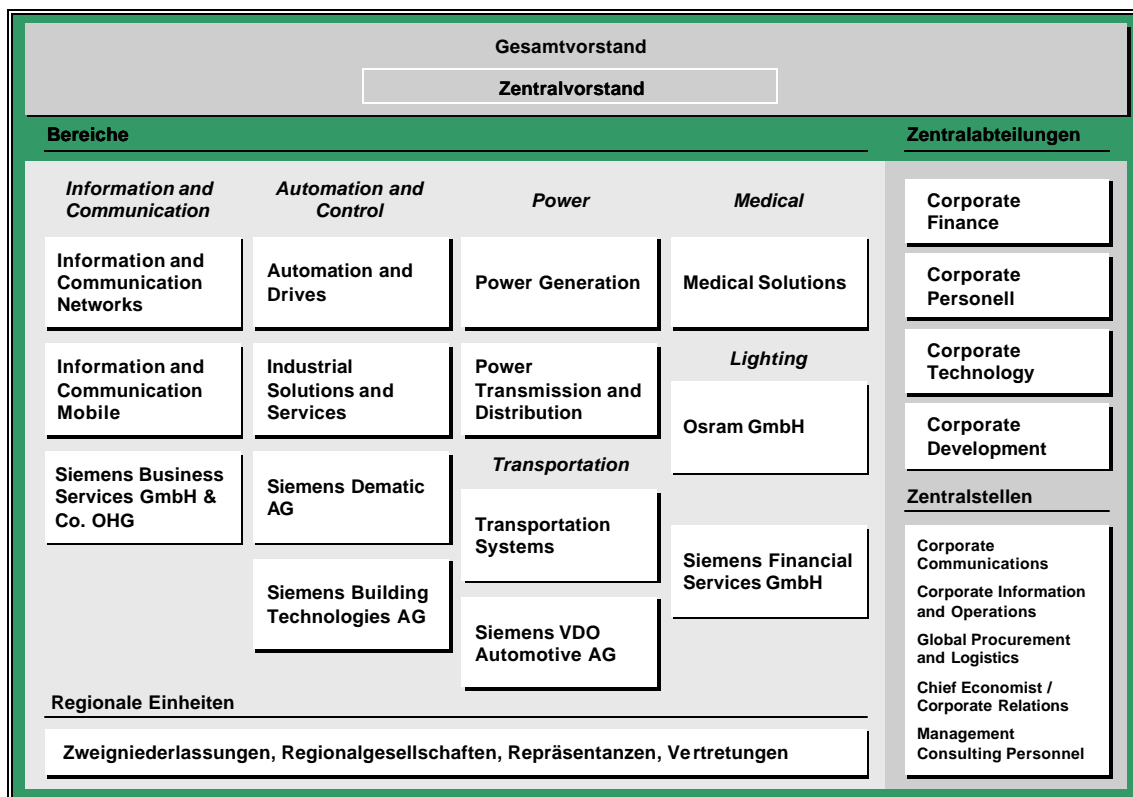 Gesamtvorstand
Zentralvorstand
Bereiche
Information and
Communication
Information and
Communication
Networks
Information and
Communication
Mobile
Siemens Business
Services GmbH &
Co. OHG
Automation and
Control
Automation and
Drives
Industrial
Solutions and
Services
Siemens Dematic
AG
Siemens Building
Technologies AG
Power
Power Generation
Power
Transmission and
Distribution
Transportation
Transportation
Systems
Siemens VDO
Automotive AG
Medical
Medical Solutions
Lighting
Osram GmbH
Siemens Financial
Services GmbH
Regionale Einheiten
Zweigniederlassungen, Regionalgesellschaften, Repräsentanzen, Vertretungen
Zentralabteilungen
Corporate
Finance
Corporate
Personell
Corporate
Technology
Corporate
Development
Zentralstellen
Corporate
Communications
Corporate Information
and Operations
Global Procurement
and Logistics
Chief Economist /
Corporate Relations
Management
Consulting Personnel